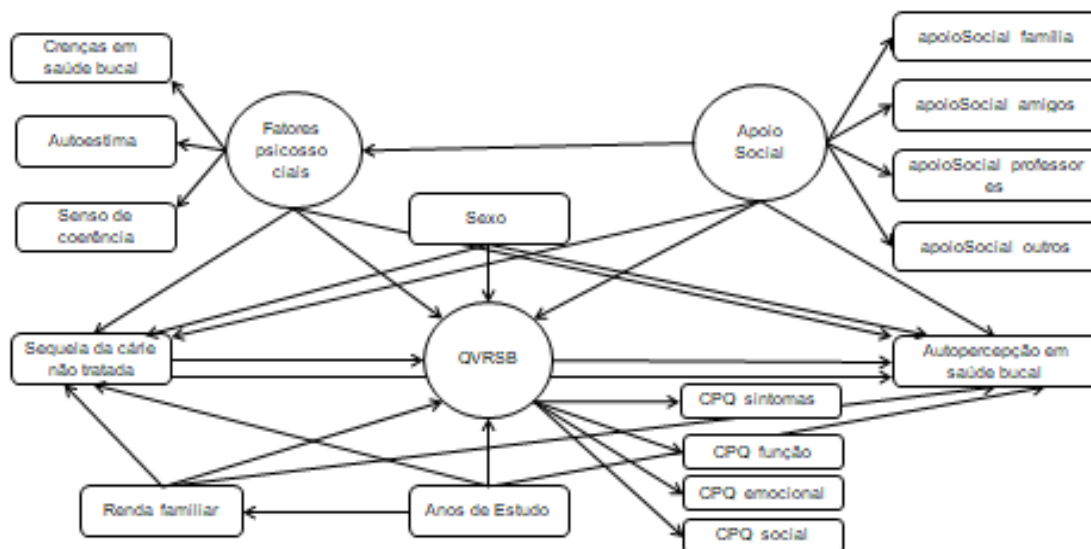 Crenças em
saúde bucal
Autoestima
Senso de
coerência
Fatores
psicosso
ciais
Apoio
Social
apoioSocial família
apoioSocial amigos
apoioSocial professor
es
apoioSocial outros
Sexo
Sequela da cárie
não tratada
QVRSB
Autopercepção em
saúde bucal
CPQ sintomas
CPQ função
CPQ emocional
CPQ social
Renda familiar
Anos de Estudo